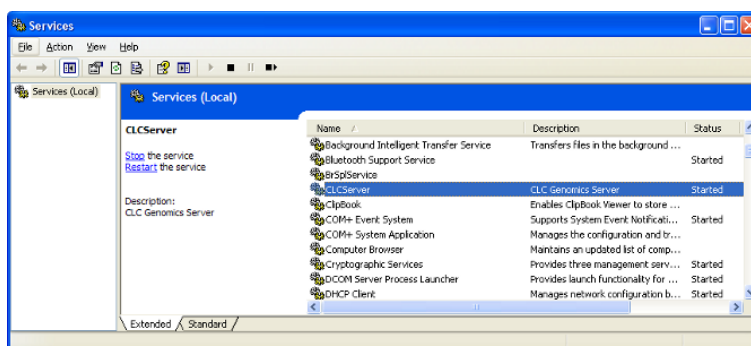 Services
File Action View Help
Services (Local)
Services (Local)
CLCServer
Stop the service
Restart the service
Description:
CLC Genomics Server
Name Description Status
Background Intelligent Transfer Service Transfers files in the background ...
Bluetooth Support Service Started
BrSplService
CLCServer CLC Genomics Server Started
ClipBook Enables ClipBook Viewer to store ...
COM+ Event System Supports System Event Notificati... Started
COM+ System Application Manages the configuration and tr...
Computer Browser Maintains an updated list of comp...
Cryptographic Services Provides three management serv... Started
DCOM Server Process Launcher Provides launch functionality for ... Started
DHCP Client Manages network configuration b... Started
Extended Standard